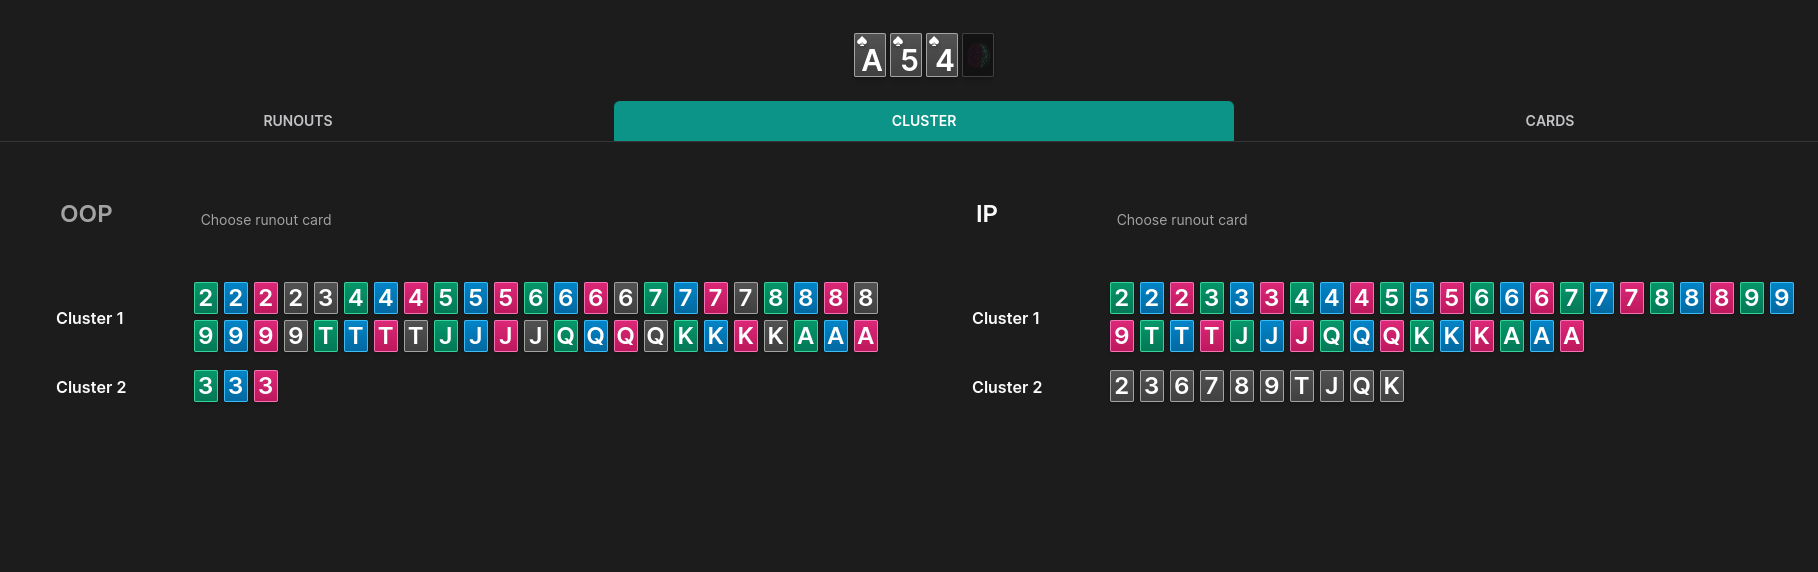 ♠A ♠5 ♠4
RUNOUTS CLUSTER CARDS
OOP Choose runout card
Cluster 1
2 2 2 2 3 4 4 4 5 5 5 6 6 6 6 7 7 7 7 8 8 8 8
9 9 9 9 T T T T J J J J Q Q Q Q K K K K A A A
Cluster 2 3 3 3
IP Choose runout card
Cluster 1
2 2 2 3 3 3 4 4 4 5 5 5 6 6 6 7 7 7 8 8 8 9 9
9 T T T J J J Q Q Q K K K A A A
Cluster 2 2 3 6 7 8 9 T J Q K